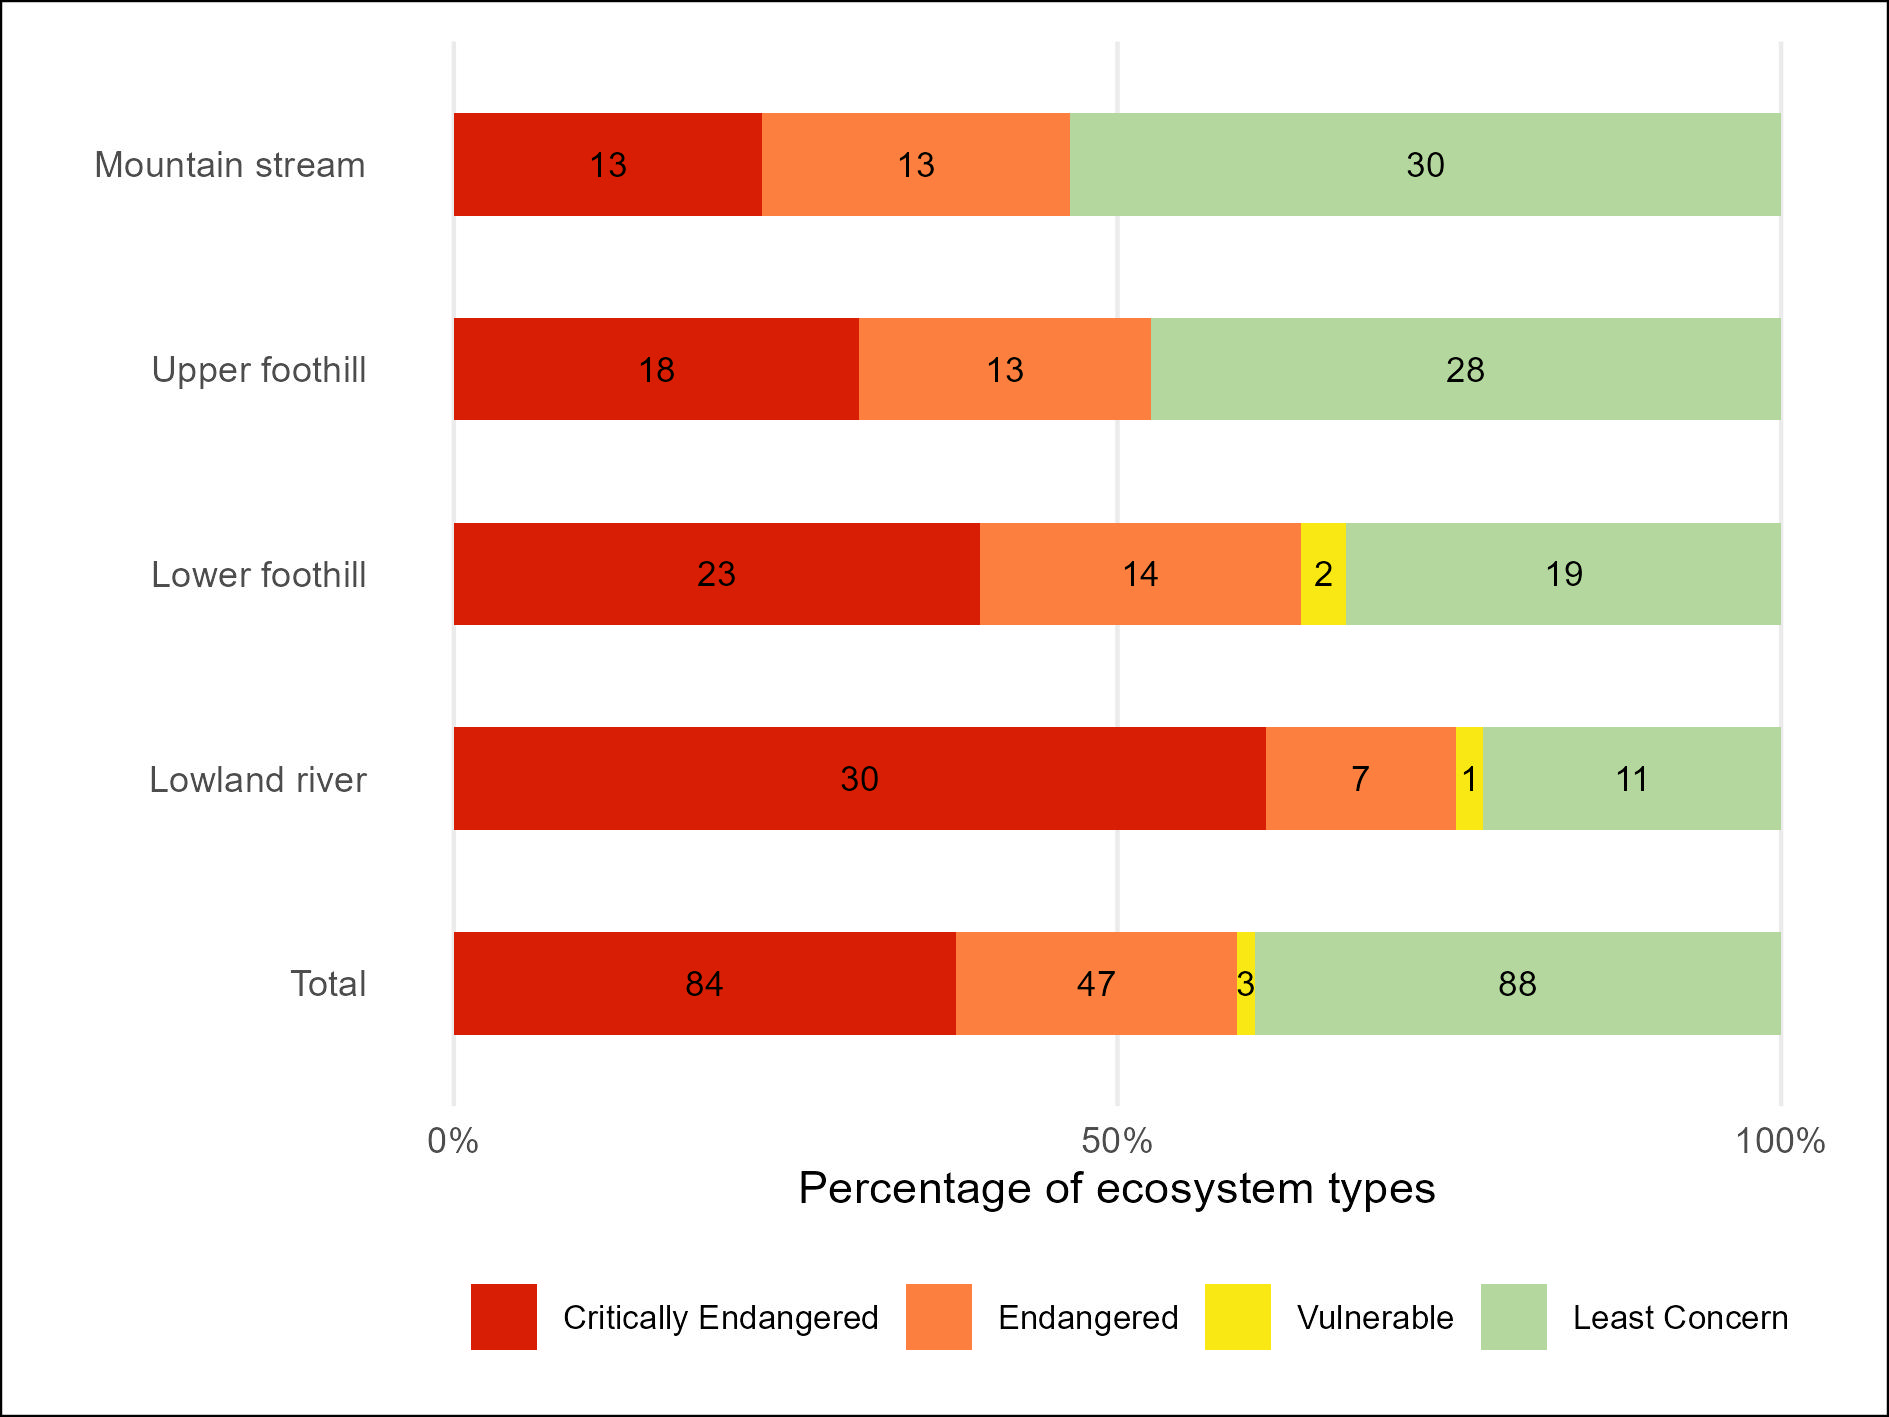 Mountain stream 13 13 30
Upper foothill 18 13 28
Lower foothill 23 14 2 19
Lowland river 30 7 1 11
Total 84 47 3 88
0% 50% 100%
Percentage of ecosystem types
Critically Endangered Endangered Vulnerable Least Concern